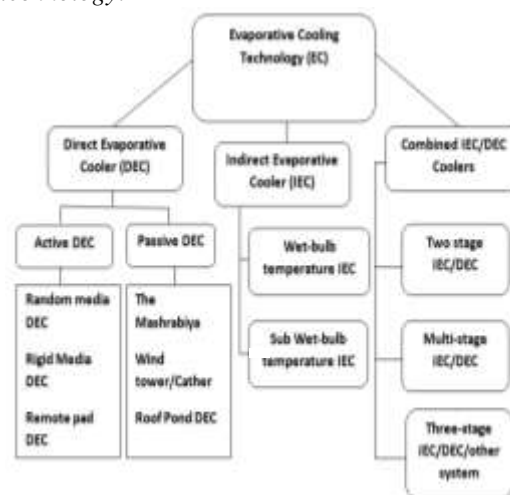 Evaporative Cooling
Technology (EC)
Direct Evaporative
Cooler (DEC)
Indirect Evaporative
Cooler (IEC)
Combined IEC/DEC
Coolers
Active DEC
Passive DEC
Random media
DEC
Rigid Media
DEC
Remote pad
DEC
The
Mashrabiya
Wind
tower/Cather
Roof Pond DEC
Wet-bulb
temperature IEC
Sub Wet-bulb
temperature IEC
Two stage
IEC/DEC
Multi-stage
IEC/DEC
Three-stage
IEC/DEC/other
system